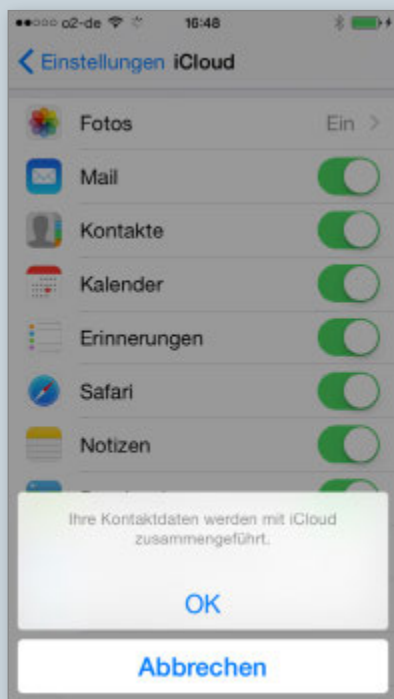 o2-de 16:48
Einstellungen iCloud
Fotos Ein
Mail
Kontakte
Kalender
Erinnerungen
Safari
Notizen
Ihre Kontaktdaten werden mit iCloud
zusammengeführt.
OK
Abbrechen